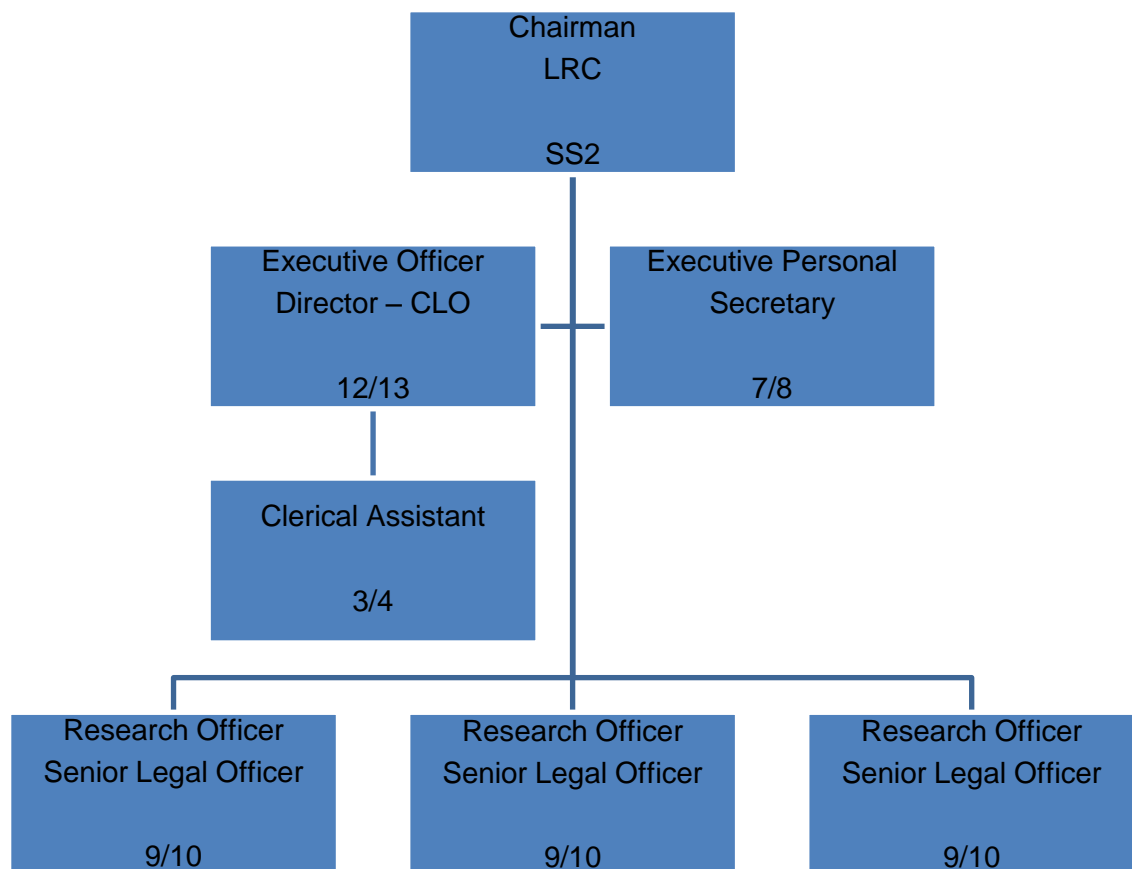 Chairman
LRC
SS2
Executive Officer
Director – CLO
12/13
Executive Personal
Secretary
7/8
Clerical Assistant
3/4
Research Officer
Senior Legal Officer
9/10
Research Officer
Senior Legal Officer
9/10
Research Officer
Senior Legal Officer
9/10